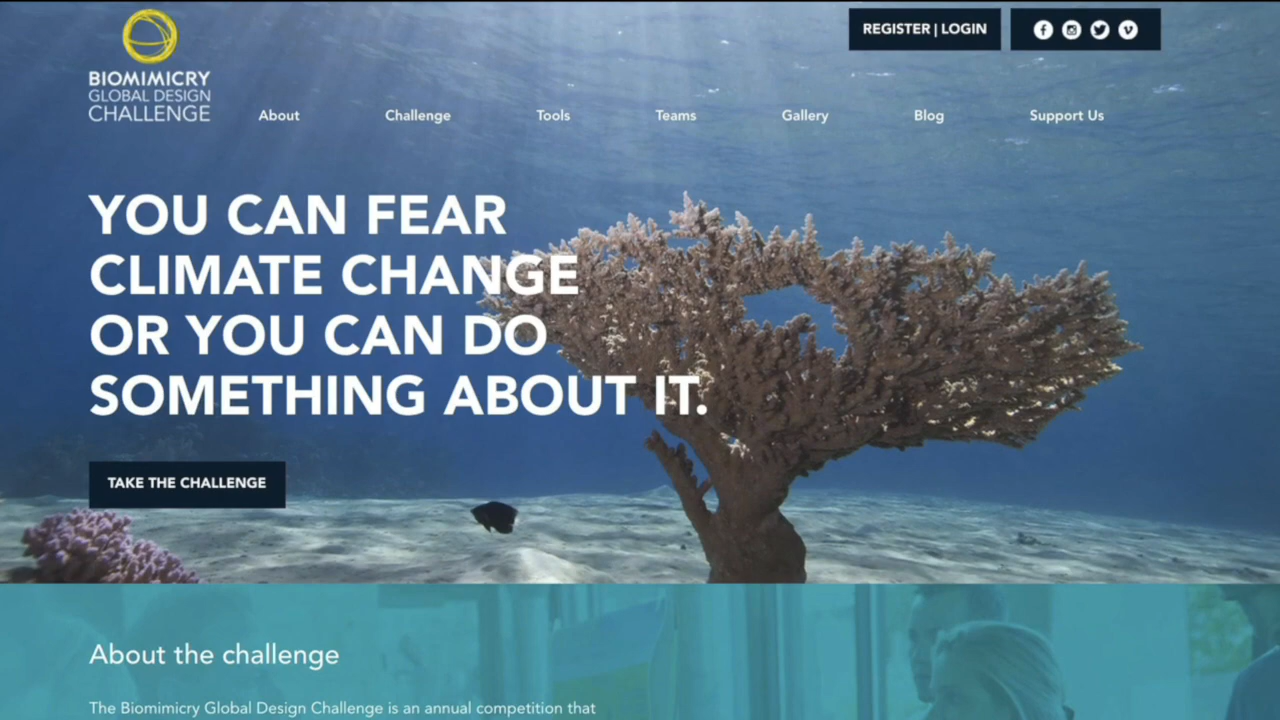 REGISTER | LOGIN
BIOMIMICRY
GLOBAL DESIGN
CHALLENGE
About
Challenge
Tools
Teams
Gallery
Blog
Support Us
YOU CAN FEAR
CLIMATE CHANGE
OR YOU CAN DO
SOMETHING ABOUT IT.
TAKE THE CHALLENGE
About the challenge
The Biomimicry Global Design Challenge is an annual competition that